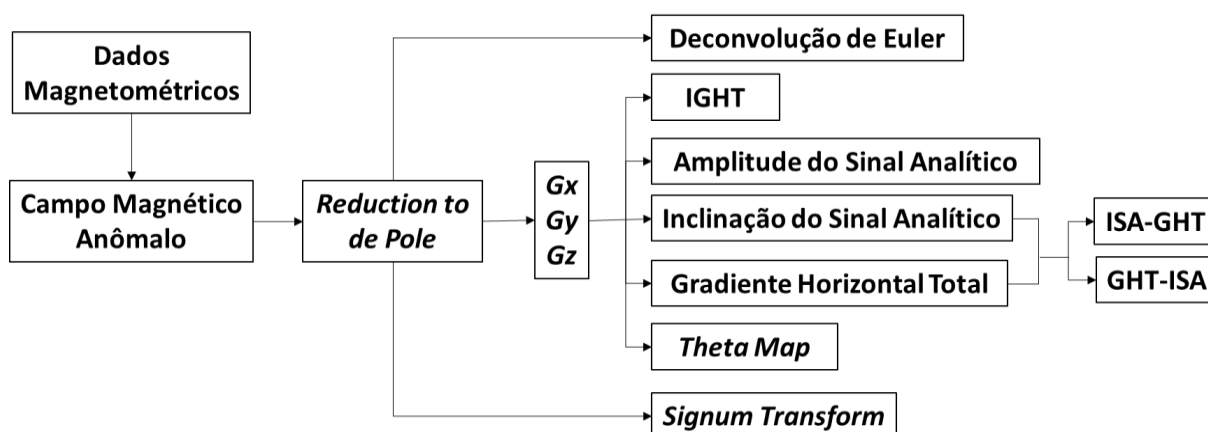 Dados
Magnetométricos
Campo Magnético
Anômalo
Reduction to
de Pole
Gx
Gy
Gz
Deconvolução de Euler
IGHT
Amplitude do Sinal Analítico
Inclinação do Sinal Analítico
Gradiente Horizontal Total
Theta Map
Signum Transform
ISA-GHT
GHT-ISA